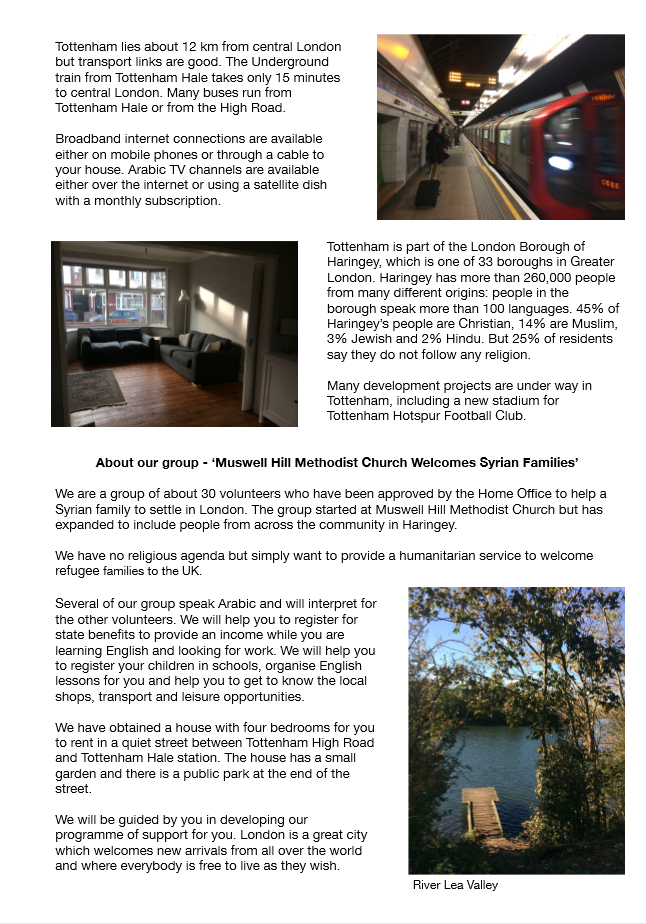 Tottenham lies about 12 km from central London
but transport links are good. The Underground
train from Tottenham Hale takes only 15 minutes
to central London. Many buses run from
Tottenham Hale or from the High Road.
Broadband internet connections are available
either on mobile phones or through a cable to
your house. Arabic TV channels are available
either over the internet or using a satellite dish
with a monthly subscription.
Tottenham is part of the London Borough of
Haringey, which is one of 33 boroughs in Greater
London. Haringey has more than 260,000 people
from many different origins: people in the
borough speak more than 100 languages. 45% of
Haringey's people are Christian, 14% are Muslim,
3% Jewish and 2% Hindu. But 25% of residents
say they do not follow any religion.
Many development projects are under way in
Tottenham, including a new stadium for
Tottenham Hotspur Football Club.
About our group - 'Muswell Hill Methodist Church Welcomes Syrian Families'
We are a group of about 30 volunteers who have been approved by the Home Office to help a
Syrian family to settle in London. The group started at Muswell Hill Methodist Church but has
expanded to include people from across the community in Haringey.
We have no religious agenda but simply want to provide a humanitarian service to welcome
refugee families to the UK.
Several of our group speak Arabic and will interpret for
the other volunteers. We will help you to register for
state benefits to provide an income while you are
learning English and looking for work. We will help you
to register your children in schools, organise English
lessons for you and help you to get to know the local
shops, transport and leisure opportunities.
We have obtained a house with four bedrooms for you
to rent in a quiet street between Tottenham High Road
and Tottenham Hale station. The house has a small
garden and there is a public park at the end of the
street.
We will be guided by you in developing our
programme of support for you. London is a great city
which welcomes new arrivals from all over the world
and where everybody is free to live as they wish.
River Lea Valley